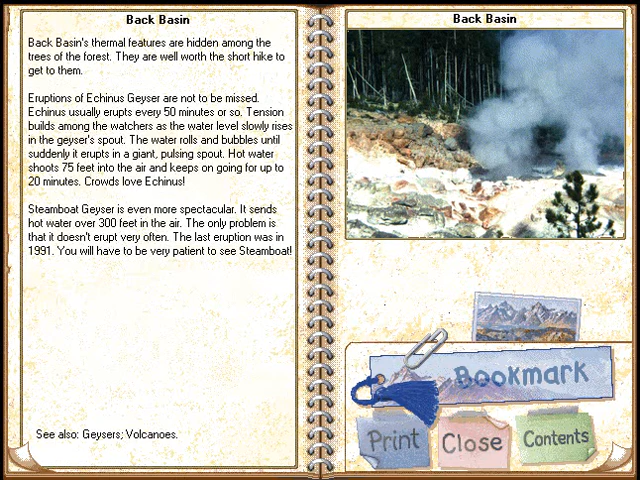 Back Basin
Back Basin's thermal features are hidden among the
trees of the forest. They are well worth the short hike to
get to them.
Eruptions of Echinus Geyser are not to be missed.
Echinus usually erupts every 50 minutes or so. Tension
builds among the watchers as the water level slowly rises
in the geyser's spout. The water rolls and bubbles until
suddenly it erupts in a giant, pulsing spout. Hot water
shoots 75 feet into the air and keeps on going for up to
20 minutes. Crowds love Echinus!
Steamboat Geyser is even more spectacular. It sends
hot water over 300 feet in the air. The only problem is
that it doesn't erupt very often. The last eruption was in
1991. You will have to be very patient to see Steamboat!
See also: Geysers; Volcanoes.
Back Basin
Bookmark
Print
Close
Contents